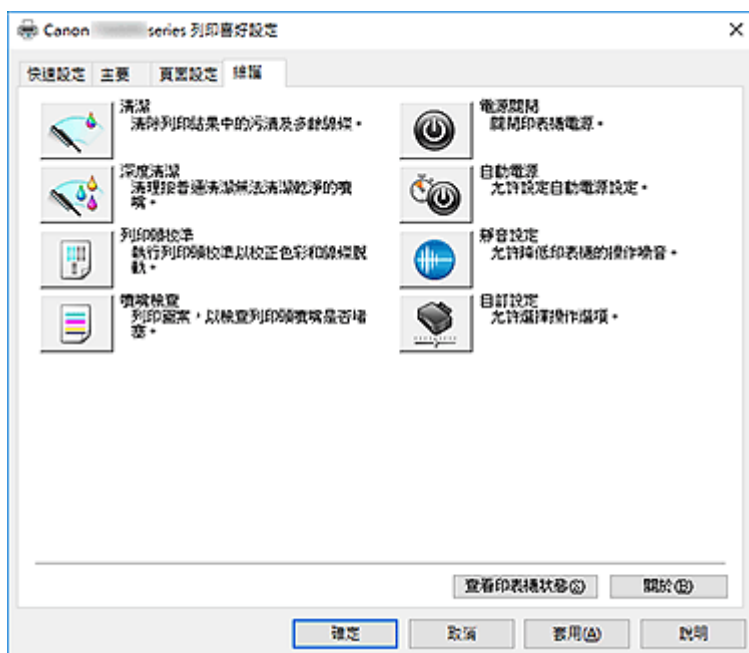 Canon series 列印喜好設定
快速設定 主要 頁面設定 維護
清潔
清除列印結果中的污漬及多餘線條。
深度清潔
清理按普通清潔無法清潔乾淨的噴
嘴。
列印頭校準
執行列印頭校準以校正色彩和線條脫
軌。
噴嘴檢查
列印圖案，以檢查列印頭噴嘴是否堵
塞。
電源關閉
關閉印表機電源。
自動電源
允許設定自動電源設定。
靜音設定
允許降低印表機的操作噪音。
自訂設定
允許選擇操作選項。
查看印表機狀態(S) 關於(B)
確定 取消 套用(A) 說明